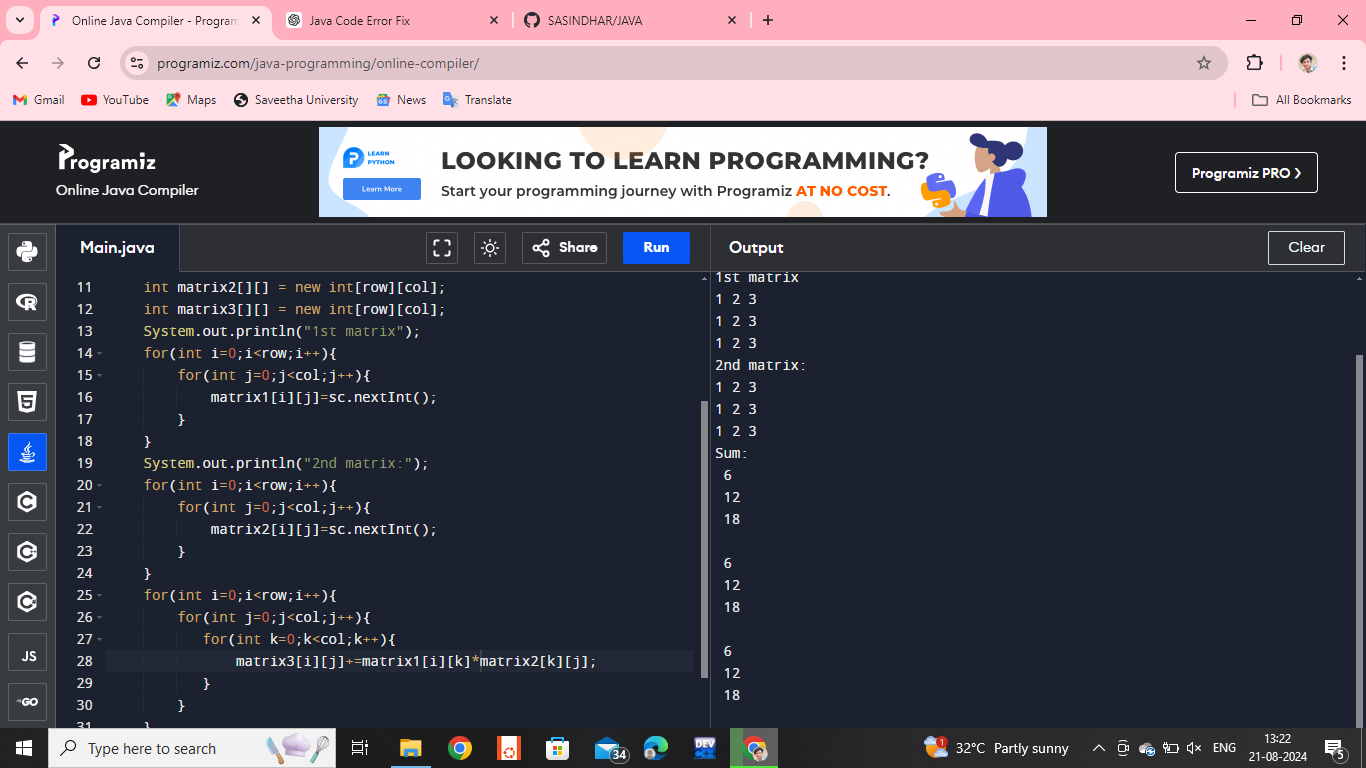 Online Java Compiler - Program
Java Code Error Fix
SASINDHAR/JAVA
programiz.com/java-programming/online-compiler/
Gmail
YouTube
Maps
Saveetha University
News
Translate
All Bookmarks
Programiz
Online Java Compiler
LEARN
PYTHON
Learn More
LOOKING TO LEARN PROGRAMMING?
Start your programming journey with Programiz AT NO COST.
Programiz PRO
Main.java
Share
Run
Output
Clear
11 int matrix2[][] = new int[row][col];
12 int matrix3[][] = new int[row][col];
13 System.out.println("1st matrix");
14 for(int i=0;i<row;i++){
15 for(int j=0;j<col;j++){
16 matrix1[i][j]=sc.nextInt();
17 }
18 }
19 System.out.println("2nd matrix:");
20 for(int i=0;i<row;i++){
21 for(int j=0;j<col;j++){
22 matrix2[i][j]=sc.nextInt();
23 }
24 }
25 for(int i=0;i<row;i++){
26 for(int j=0;j<col;j++){
27 for(int k=0;k<col;k++){
28 matrix3[i][j]+=matrix1[i][k]*matrix2[k][j];
29 }
30 }
31 }
1st matrix
1 2 3
1 2 3
1 2 3
2nd matrix:
1 2 3
1 2 3
1 2 3
Sum:
6
12
18
6
12
18
6
12
18
JS
GO
Type here to search
34
DEV
32°C Partly sunny
ENG
13:22
21-08-2024
5